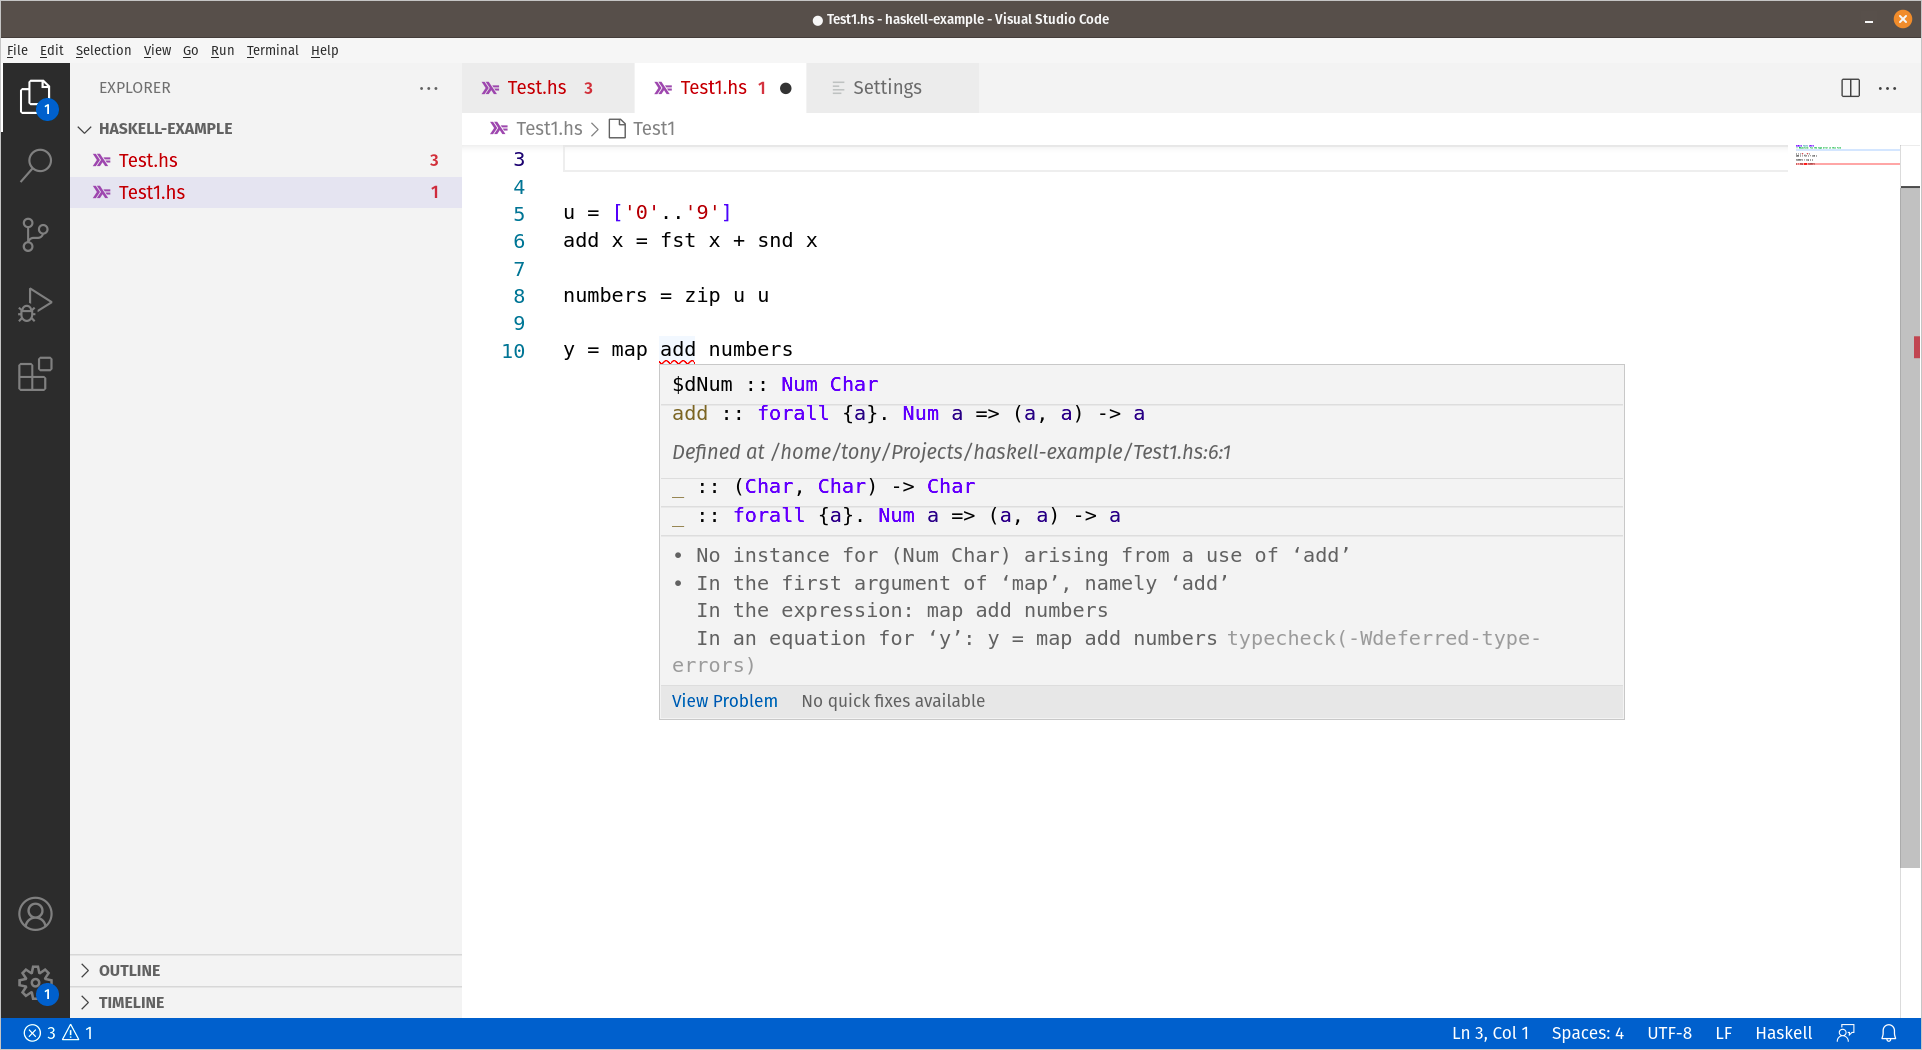 ● Test1.hs - haskell-example - Visual Studio Code
File Edit Selection View Go Run Terminal Help
EXPLORER
HASKELL-EXAMPLE
Test.hs 3
Test1.hs 1
OUTLINE
TIMELINE
1
1
Test.hs 3 Test1.hs 1 ● Settings
Test1.hs > Test1
3
4
5 u = ['0'..'9']
6 add x = fst x + snd x
7
8 numbers = zip u u
9
10 y = map add numbers
$dNum :: Num Char
add :: forall {a}. Num a => (a, a) -> a
Defined at /home/tony/Projects/haskell-example/Test1.hs:6:1
_ :: (Char, Char) -> Char
_ :: forall {a}. Num a => (a, a) -> a
• No instance for (Num Char) arising from a use of ‘add’
• In the first argument of ‘map’, namely ‘add’
In the expression: map add numbers
In an equation for ‘y’: y = map add numbers typecheck(-Wdeferred-type-
errors)
View Problem No quick fixes available
3 1 Ln 3, Col 1 Spaces: 4 UTF-8 LF Haskell